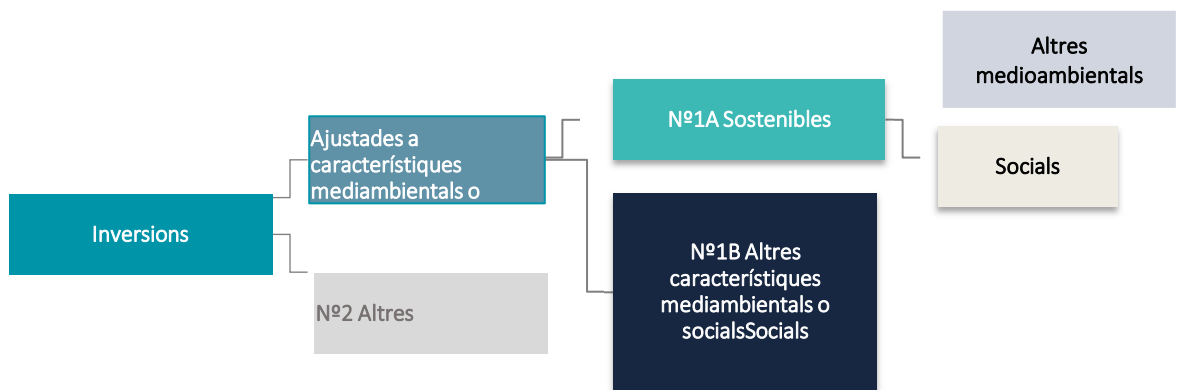 Inversions
Ajustades a
característiques
mediambientals o
Nº2 Altres
Nº1A Sostenibles
Nº1B Altres
característiques
mediambientals o
socialsSocials
Altres
medioambientals
Socials